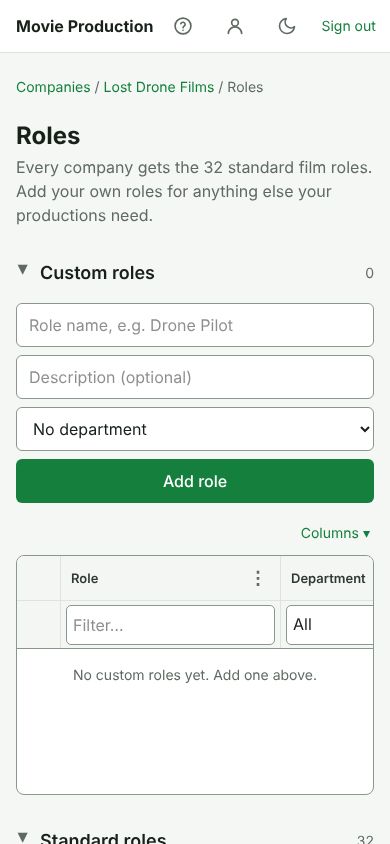 Movie Production
Sign out
Companies / Lost Drone Films / Roles
Roles
Every company gets the 32 standard film roles.
Add your own roles for anything else your
productions need.
▼ Custom roles 0
Role name, e.g. Drone Pilot
Description (optional)
No department
Add role
Columns ▾
Role ⋮ Department
Filter... All
No custom roles yet. Add one above.
▼ Standard roles 32